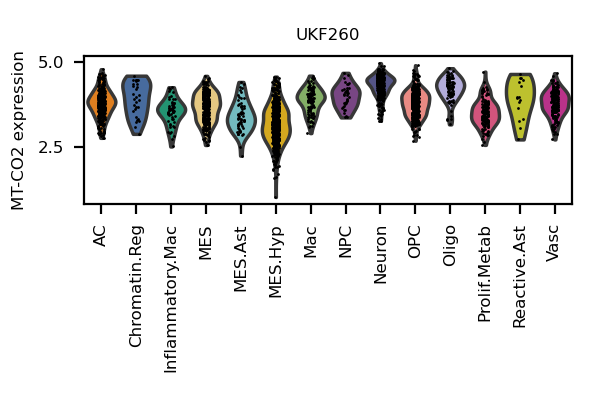 UKF260
MT-CO2 expression
5.0
2.5
AC
Chromatin.Reg
Inflammatory.Mac
MES
MES.Ast
MES.Hyp
Mac
NPC
Neuron
OPC
Oligo
Prolif.Metab
Reactive.Ast
Vasc